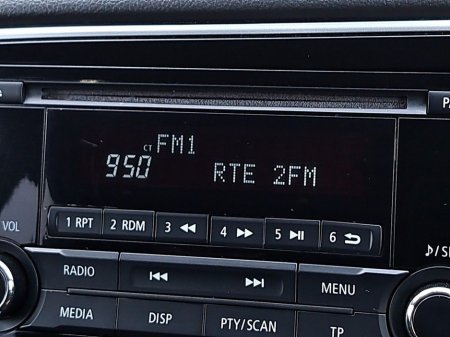 PA
CT FM1
950 RTE 2FM
VOL
1 RPT 2 RDM 3 4 5 6
RADIO
MENU
MEDIA DISP PTY/SCAN TP